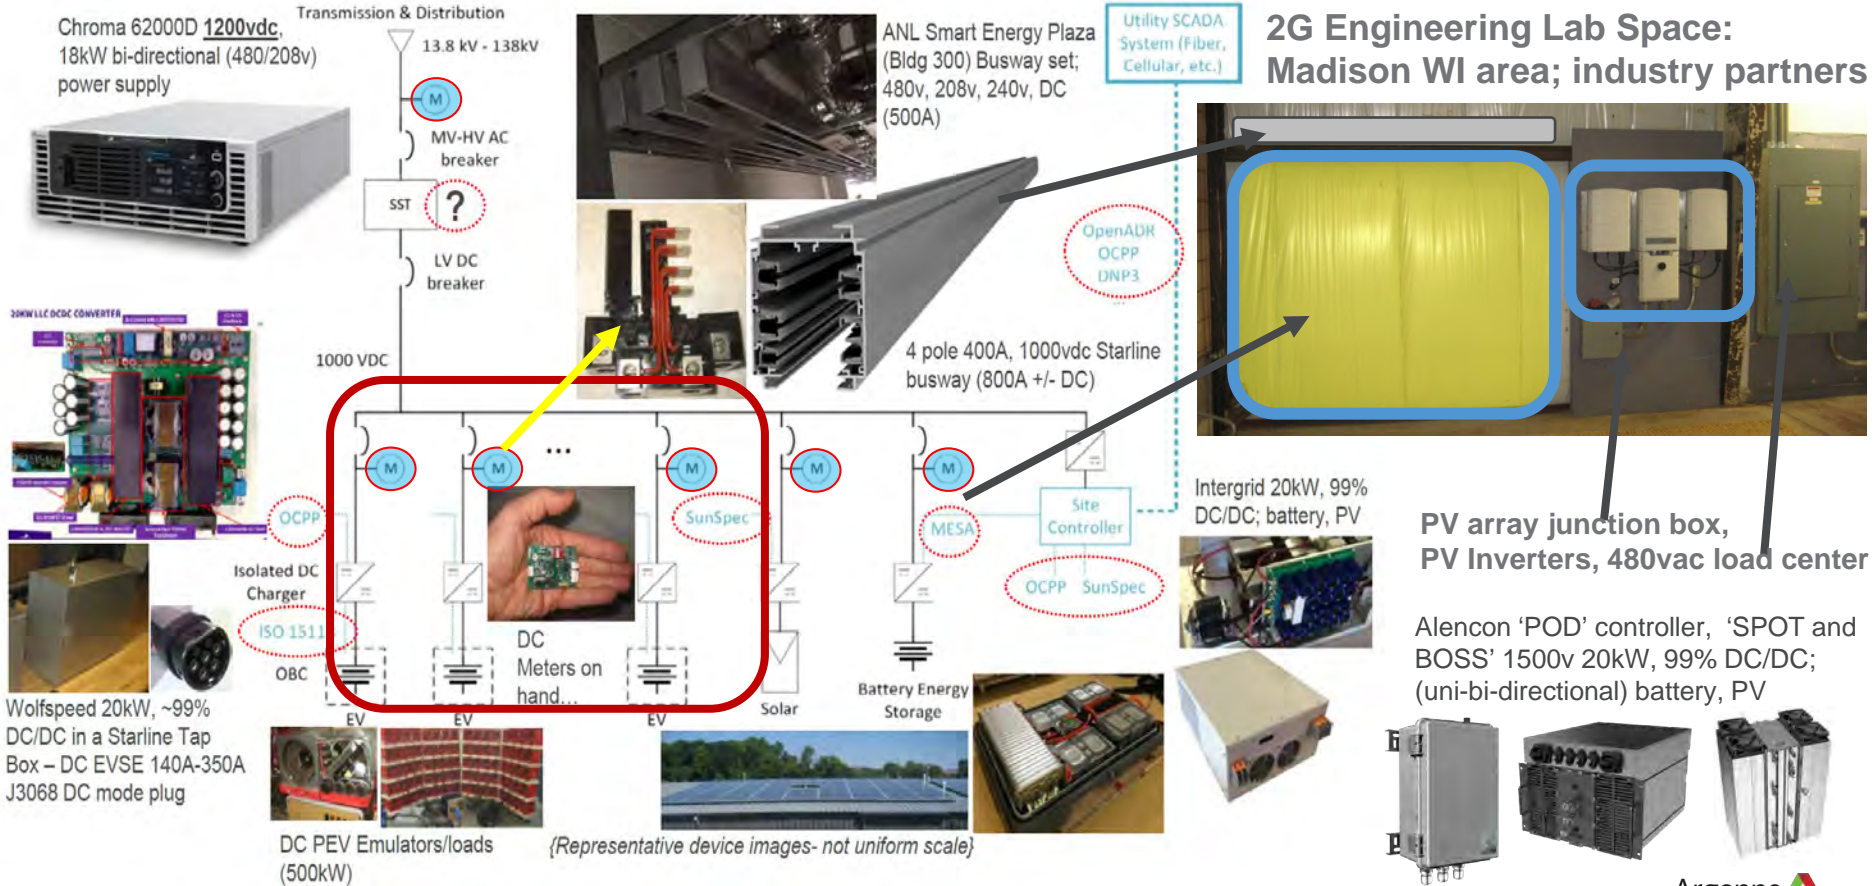 Chroma 62000D 1200vdc,
18kW bi-directional (480/208v)
power supply
Transmission & Distribution
13.8 kV - 138kV
M
MV-HV AC
breaker
SST
?
LV DC
breaker
1000 VDC
ANL Smart Energy Plaza
(Bldg 300) Busway set;
480v, 208v, 240v, DC
(500A)
Utility SCADA
System (Fiber,
Cellular, etc.)
2G Engineering Lab Space:
Madison WI area; industry partners
OpenADR
OCPP
DNP3
...
4 pole 400A, 1000vdc Starline
busway (800A +/- DC)
20KW LLC DCDC CONVERTER
M
M
...
M
M
M
OCPP
SunSpec
MESA
Site
Controller
OCPP
SunSpec
Isolated DC
Charger
ISO 1511
OBC
EV
EV
EV
DC
Meters on
hand...
Solar
Battery Energy
Storage
Intergrid 20kW, 99%
DC/DC; battery, PV
PV array junction box,
PV Inverters, 480vac load center
Alencon ‘POD’ controller, ‘SPOT and
BOSS’ 1500v 20kW, 99% DC/DC;
(uni-bi-directional) battery, PV
Wolfspeed 20kW, ~99%
DC/DC in a Starline Tap
Box – DC EVSE 140A-350A
J3068 DC mode plug
DC PEV Emulators/loads
(500kW)
{Representative device images- not uniform scale}